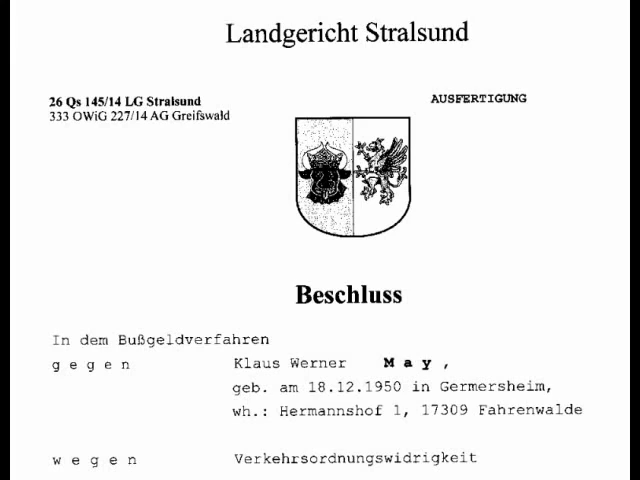 Landgericht Stralsund
26 Qs 145/14 LG Stralsund
333 OWiG 227/14 AG Greifswald
AUSFERTIGUNG
Beschluss
In dem Bußgeldverfahren
g e g e n Klaus Werner M a y ,
geb. am 18.12.1950 in Germersheim,
wh.: Hermannshof 1, 17309 Fahrenwalde
w e g e n Verkehrsordnungswidrigkeit